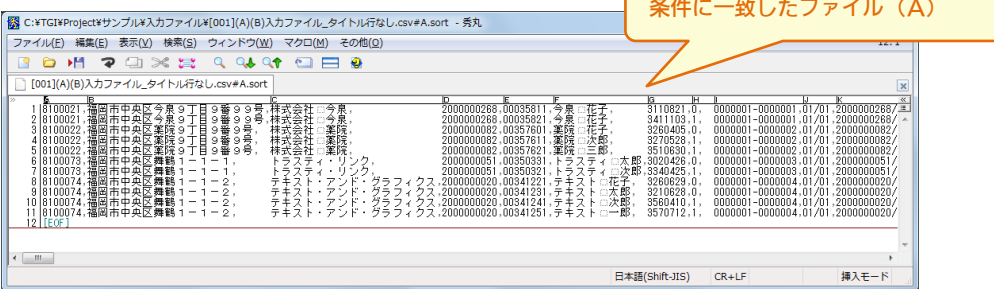 条件に一致したファイル（A）
C:¥TGI¥Project¥サンプル¥入力ファイル¥[001](A)(B)入力ファイル_タイトル行なし.csv#A.sort - 秀丸
ファイル(F) 編集(E) 表示(V) 検索(S) ウィンドウ(W) マクロ(M) その他(O)
12: 1
[001](A)(B)入力ファイル_タイトル行なし.csv#A.sort
B C D E F G H I J K
1 8100021,福岡市中央区今泉９丁目９番９９号,株式会社□今泉, 2000000268,00035811,今泉□花子, 3110821,0, 0000001-0000001,01/01,2000000268/
2 8100021,福岡市中央区今泉９丁目９番９９号,株式会社□今泉, 2000000268,00035821,今泉□次郎, 3411103,1, 0000001-0000001,01/01,2000000268/
3 8100022,福岡市中央区薬院９丁目９番９号, 株式会社□薬院, 2000000082,00357601,薬院□花子, 3260405,0, 0000001-0000002,01/02,2000000082/
4 8100022,福岡市中央区薬院９丁目９番９号, 株式会社□薬院, 2000000082,00357611,薬院□次郎, 3270528,1, 0000001-0000002,01/01,2000000082/
5 8100022,福岡市中央区薬院９丁目９番９号, 株式会社□薬院, 2000000082,00357621,薬院□三郎, 3510630,1, 0000001-0000002,01/01,2000000082/
6 8100073,福岡市中央区舞鶴１－１－１, トラスティ・リンク, 2000000051,00350331,トラスティ□太郎,3020426,0, 0000001-0000003,01/01,2000000051/
7 8100073,福岡市中央区舞鶴１－１－１, トラスティ・リンク, 2000000051,00350321,トラスティ□次郎,3340425,1, 0000001-0000003,01/01,2000000051/
8 8100074,福岡市中央区舞鶴１－１－２, テキスト・アンド・グラフィックス,2000000020,00341221,テキスト□花子, 3260629,0, 0000001-0000004,01/01,2000000020/
9 8100074,福岡市中央区舞鶴１－１－２, テキスト・アンド・グラフィックス,2000000020,00341231,テキスト□太郎, 3210628,0, 0000001-0000004,01/01,2000000020/
10 8100074,福岡市中央区舞鶴１－１－２, テキスト・アンド・グラフィックス,2000000020,00341241,テキスト□次郎, 3560410,1, 0000001-0000004,01/01,2000000020/
11 8100074,福岡市中央区舞鶴１－１－２, テキスト・アンド・グラフィックス,2000000020,00341251,テキスト□一郎, 3570712,1, 0000001-0000004,01/01,2000000020/
12 [EOF]
日本語(Shift-JIS) CR+LF 挿入モード